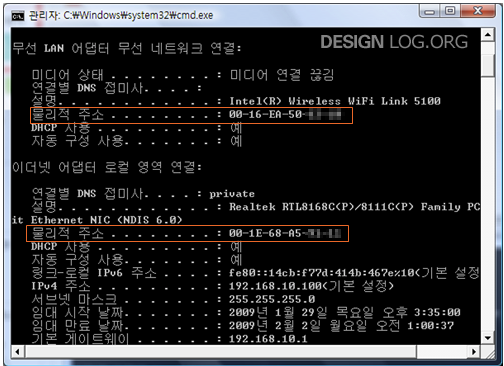 관리자: C:₩Windows₩system32₩cmd.exe
DESIGN LOG.ORG
무선 LAN 어댑터 무선 네트워크 연결:
미디어 상태 . . . . . . . . : 미디어 연결 끊김
연결별 DNS 접미사. . . . :
설명. . . . . . . . . . . . : Intel(R) Wireless WiFi Link 5100
물리적 주소 . . . . . . . . : 00-16-EA-50-
DHCP 사용 . . . . . . . . . : 예
자동 구성 사용. . . . . . . : 예
이더넷 어댑터 로컬 영역 연결:
연결별 DNS 접미사. . . . : private
설명. . . . . . . . . . . . : Realtek RTL8168C(P)/8111C(P) Family PC
it Ethernet NIC (NDIS 6.0)
물리적 주소 . . . . . . . . : 00-1E-68-A5-
DHCP 사용 . . . . . . . . . : 예
자동 구성 사용. . . . . . . : 예
링크-로컬 IPv6 주소 . . . . : fe80::14cb:f77d:414b:467e%10(기본 설정
IPv4 주소 . . . . . . . . . : 192.168.10.100(기본 설정)
서브넷 마스크 . . . . . . . : 255.255.255.0
임대 시작 날짜. . . . . . . : 2009년 1월 29일 목요일 오후 3:35:00
임대 만료 날짜. . . . . . . : 2009년 2월 2일 월요일 오전 1:00:37
기본 게이트웨이 . . . . . . : 192.168.10.1